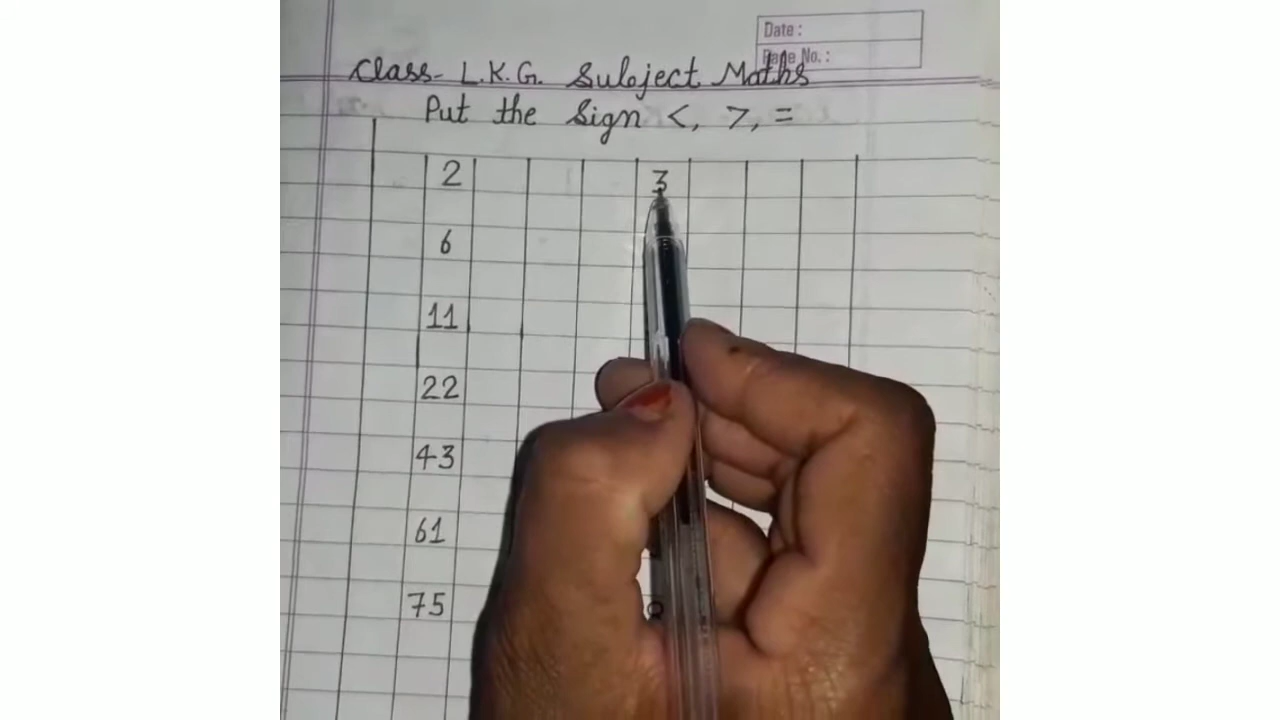 Date :
Page No. :
Class- L.K.G. Subject Maths
Put the Sign <, >, =
2 3
6
11
22
43
61
75